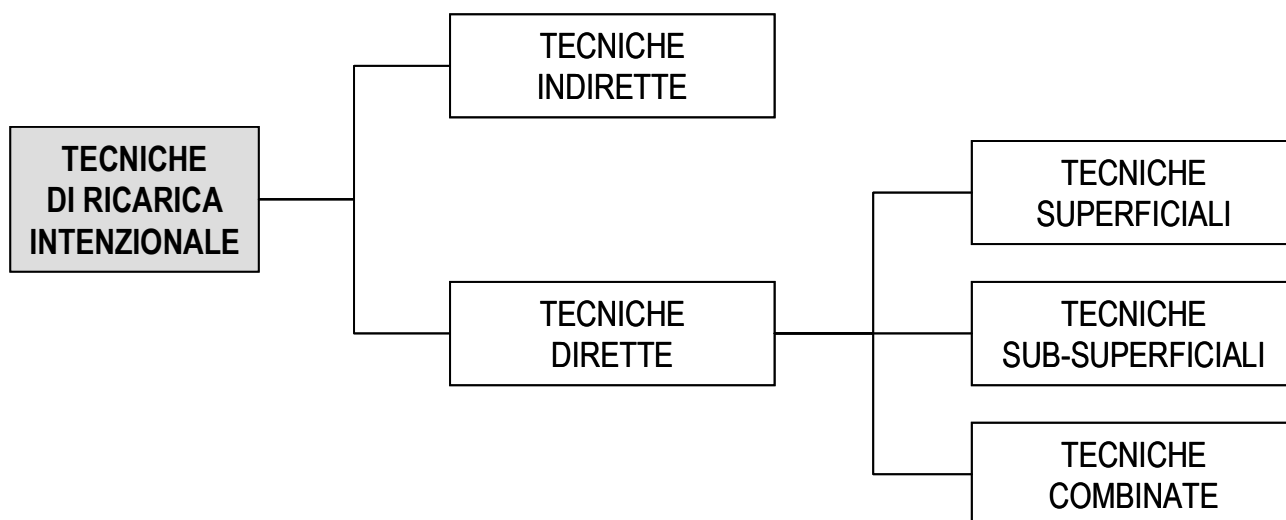 TECNICHE
DI RICARICA
INTENZIONALE
TECNICHE
INDIRETTE
TECNICHE
DIRETTE
TECNICHE
SUPERFICIALI
TECNICHE
SUB-SUPERFICIALI
TECNICHE
COMBINATE